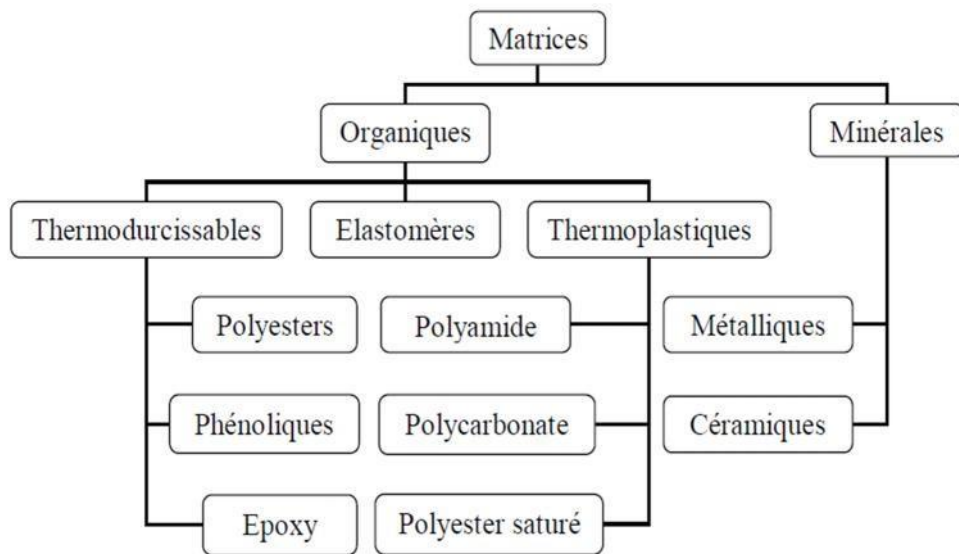 Matrices
Organiques
Minérales
Thermodurcissables
Elastomères
Thermoplastiques
Polyesters
Polyamide
Métalliques
Phénoliques
Polycarbonate
Céramiques
Epoxy
Polyester saturé